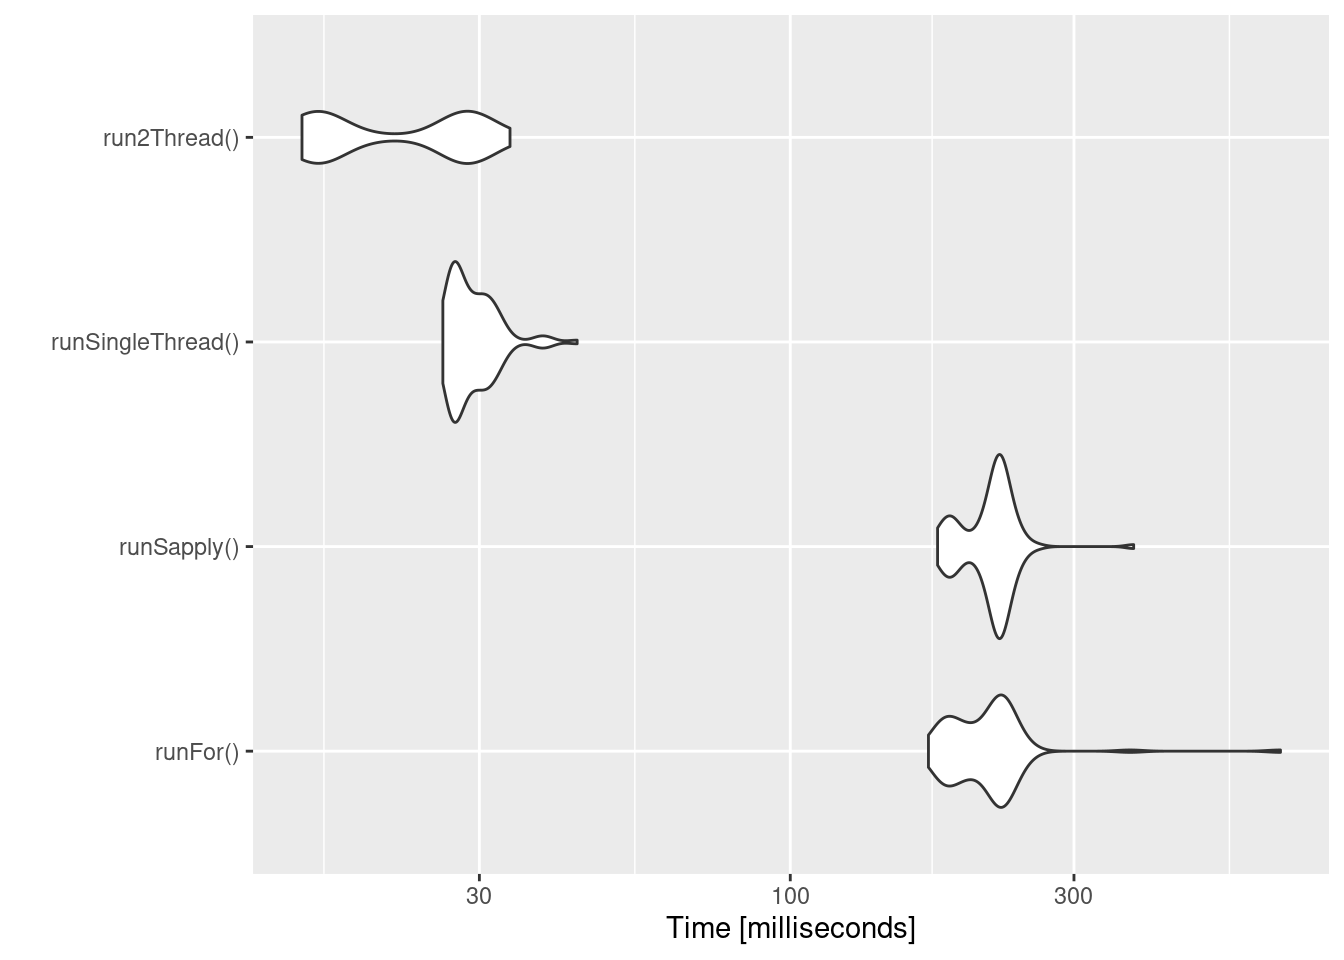 run2Thread()
runSingleThread()
runSapply()
runFor()
30
100
300
Time [milliseconds]